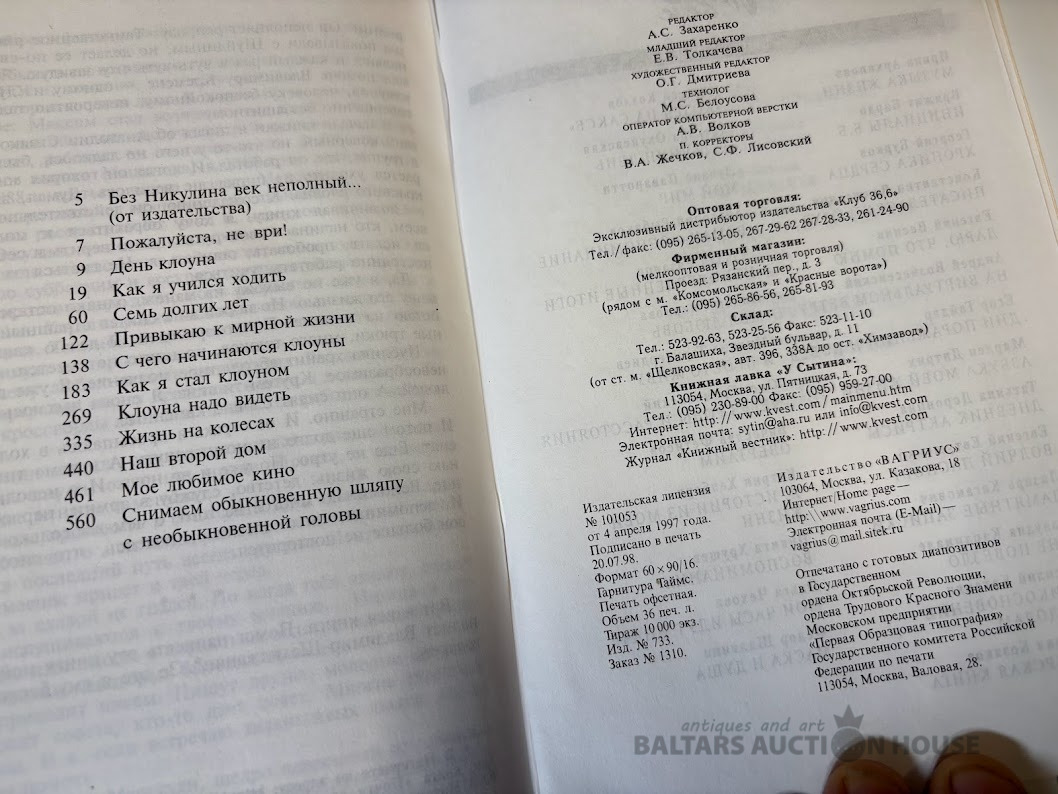 5 Без Никулина век неполный...
(от издательства)
7 Пожалуйста, не ври!
9 День клоуна
19 Как я учился ходить
60 Семь долгих лет
122 Привыкаю к мирной жизни
138 С чего начинаются клоуны
183 Как я стал клоуном
269 Клоуна надо видеть
335 Жизнь на колесах
440 Наш второй дом
461 Мое любимое кино
560 Снимаем обыкновенную шляпу
с необыкновенной головы
РЕДАКТОР
А.С. Захаренко
МЛАДШИЙ РЕДАКТОР
Е.В. Толкачева
ХУДОЖЕСТВЕННЫЙ РЕДАКТОР
О.Г. Дмитриева
ТЕХНОЛОГ
М.С. Белоусова
ОПЕРАТОР КОМПЬЮТЕРНОЙ ВЕРСТКИ
А.В. Волков
П. КОРРЕКТОРЫ
В.А. Жечков, С.Ф. Лисовский
Оптовая торговля:
Эксклюзивный дистрибьютор издательства «Клуб 36,6»
Тел./факс: (095) 265-13-05, 267-29-62 267-28-33, 261-24-90
Фирменный магазин:
(мелкооптовая и розничная торговля)
Проезд: Рязанский пер., д. 3
(рядом с м. «Комсомольская» и «Красные ворота»)
Тел.: (095) 265-86-56, 265-81-93
Склад:
Тел.: 523-92-63, 523-25-56 Факс: 523-11-10
г. Балашиха, Звездный бульвар, д. 11
(от ст. м. «Щелковская», авт. 396, 338А до ост. «Химзавод»)
Книжная лавка «У Сытина»:
113054, Москва, ул. Пятницкая, д. 73
Тел.: (095) 230-89-00 Факс: (095) 959-27-00
Интернет: http://www.kvest.com/mainmenu.htm
Электронная почта: sytin@aha.ru или info@kvest.com
Журнал «Книжный вестник»: http://www.kvest.com
Издательская лицензия
№ 101053
от 4 апреля 1997 года.
Подписано в печать
20.07.98.
Формат 60×90/16.
Гарнитура Таймс.
Печать офсетная.
Объем 36 печ. л.
Тираж 10 000 экз.
Изд. № 733.
Заказ № 1310.
Издательство «ВАГРИУС»
103064, Москва, ул. Казакова, 18
Интернет/Home page —
http:\\www.vagrius.com
Электронная почта (E-Mail) —
vagrius@mail.sitek.ru
Отпечатано с готовых диапозитивов
в Государственном
ордена Октябрьской Революции,
ордена Трудового Красного Знамени
Московском предприятии
«Первая Образцовая типография»
Государственного комитета Российской
Федерации по печати
113054, Москва, Валовая, 28.
antiques and art
BALTARS AUCTION HOUSE